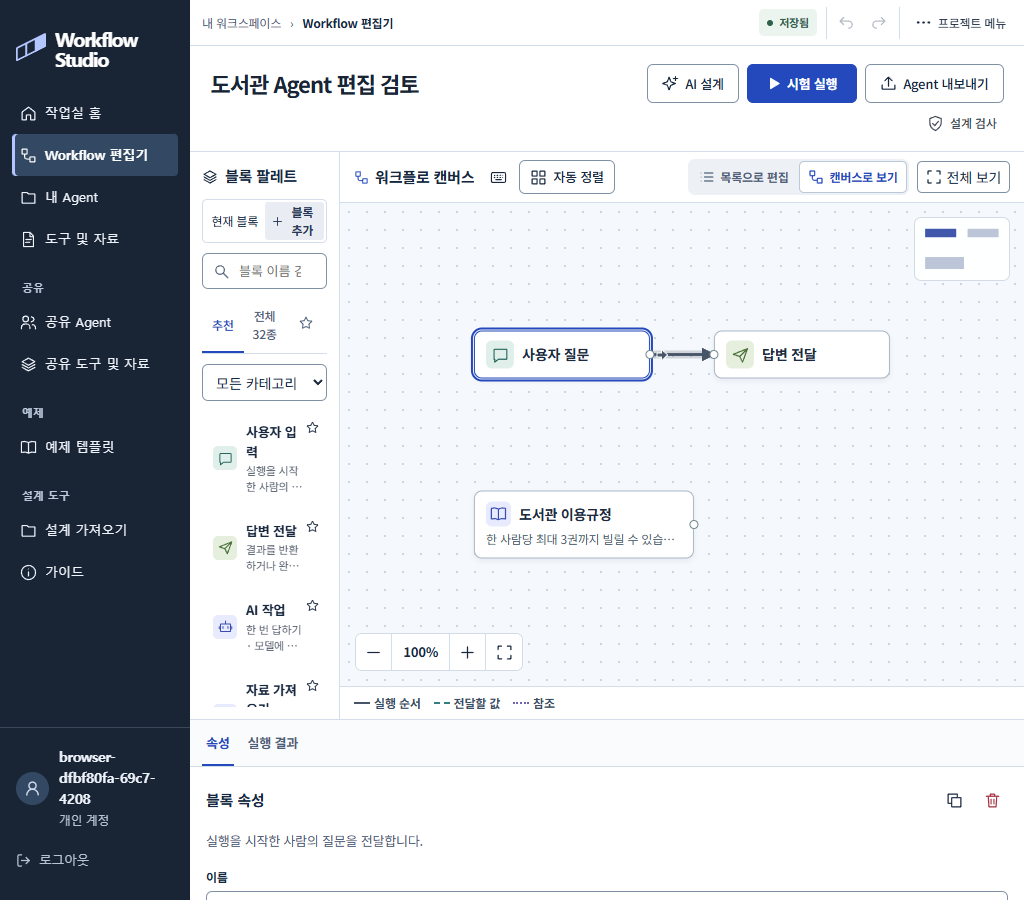 Workflow
Studio
작업실 홈
Workflow 편집기
내 Agent
도구 및 자료
공유
공유 Agent
공유 도구 및 자료
예제
예제 템플릿
설계 도구
설계 가져오기
가이드
browser-
dfbf80fa-69c7-
4208
개인 계정
로그아웃
내 워크스페이스 › Workflow 편집기
저장됨
프로젝트 메뉴
도서관 Agent 편집 검토
AI 설계
시험 실행
Agent 내보내기
설계 검사
블록 팔레트
현재 블록
블록
추가
블록 이름
추천
전체
32종
모든 카테고리
사용자 입
력
실행을 시작
한 사람의 …
답변 전달
결과를 반환
하거나 완…
AI 작업
한 번 답하기
· 모델에 …
자료 가져
워크플로 캔버스
자동 정렬
목록으로 편집
캔버스로 보기
전체 보기
사용자 질문
답변 전달
도서관 이용규정
한 사람당 최대 3권까지 빌릴 수 있습…
100%
실행 순서
전달할 값
참조
속성
실행 결과
블록 속성
실행을 시작한 사람의 질문을 전달합니다.
이름